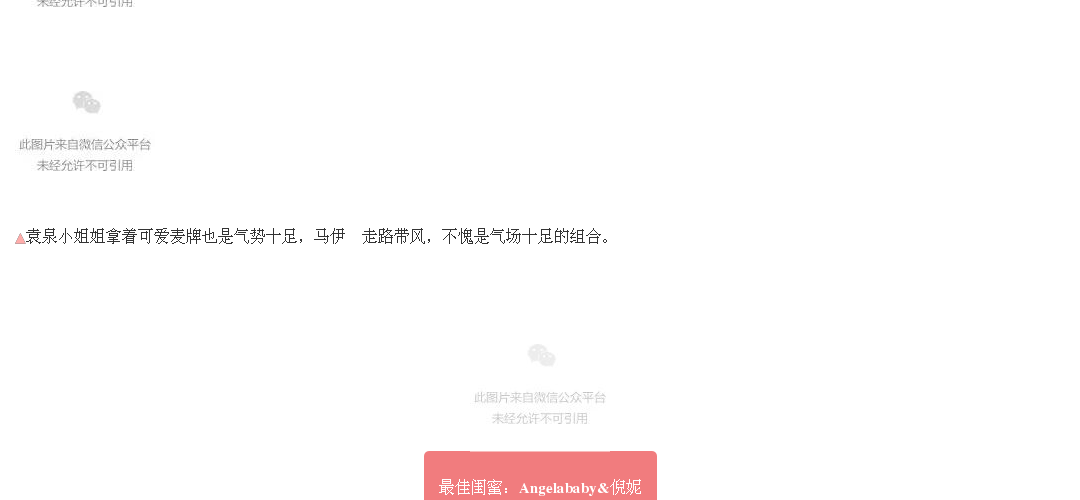 未经允许不可引用
此图片来自微信公众平台
未经允许不可引用
▲袁泉小姐姐拿着可爱麦牌也是气势十足，马伊　走路带风，不愧是气场十足的组合。
此图片来自微信公众平台
未经允许不可引用
最佳闺蜜：Angelababy&倪妮